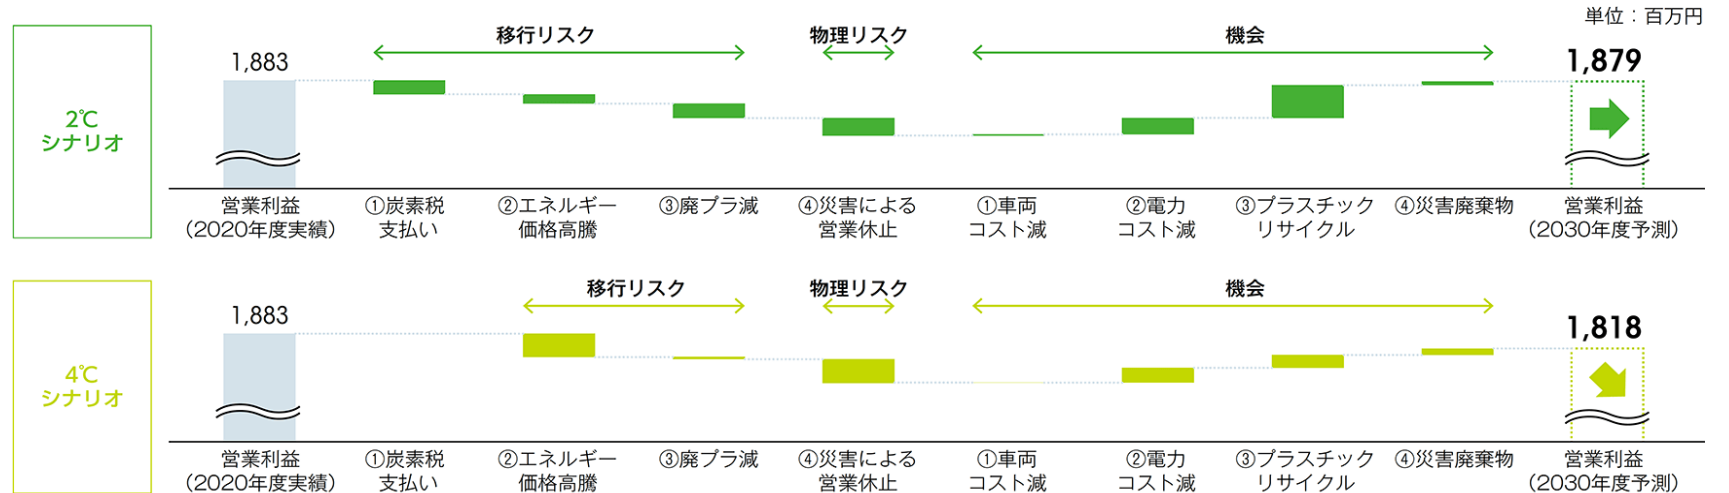 単位：百万円
2℃
シナリオ
移行リスク
物理リスク
機会
1,883
1,879
営業利益
（2020年度実績）
①炭素税
支払い
②エネルギー
価格高騰
③廃プラ減
④災害による
営業休止
①車両
コスト減
②電力
コスト減
③プラスチック
リサイクル
④災害廃棄物
営業利益
（2030年度予測）
4℃
シナリオ
移行リスク
物理リスク
機会
1,883
1,818
営業利益
（2020年度実績）
①炭素税
支払い
②エネルギー
価格高騰
③廃プラ減
④災害による
営業休止
①車両
コスト減
②電力
コスト減
③プラスチック
リサイクル
④災害廃棄物
営業利益
（2030年度予測）